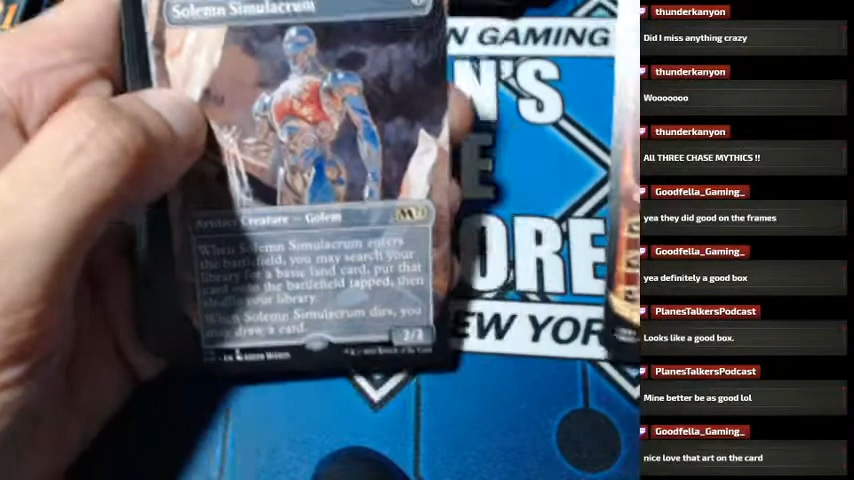 Solemn Simulacrum
Artifact Creature — Golem
When Solemn Simulacrum enters
the battlefield, you may search your
library for a basic land card, put that
card onto the battlefield tapped, then
shuffle your library.
When Solemn Simulacrum dies, you
may draw a card.
2/2
N GAMING
N'S
E
ORE
EW YOR
thunderkanyon
Did I miss anything crazy
thunderkanyon
Wooooooo
thunderkanyon
All THREE CHASE MYTHICS !!
Goodfella_Gaming_
yea they did good on the frames
Goodfella_Gaming_
yea definitely a good box
PlanesTalkersPodcast
Looks like a good box.
PlanesTalkersPodcast
Mine better be as good lol
Goodfella_Gaming_
nice love that art on the card